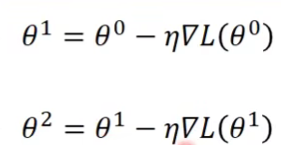 θ¹ = θ⁰ − η∇L(θ⁰)
θ² = θ¹ − η∇L(θ¹)